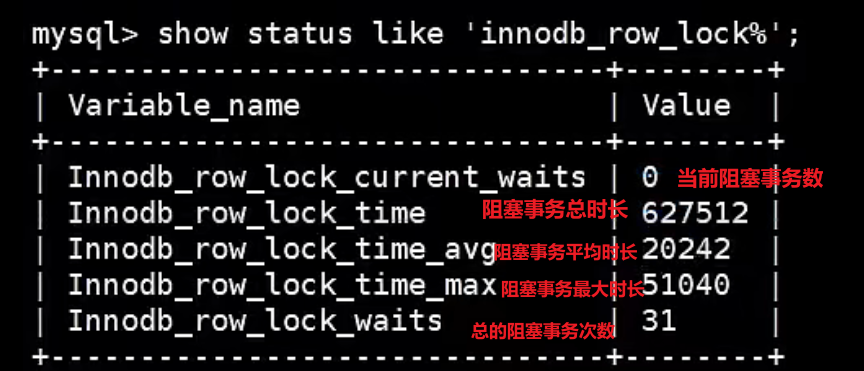 mysql> show status like 'innodb_row_lock%';
+-------------------------------+--------+
| Variable_name | Value |
+-------------------------------+--------+
| Innodb_row_lock_current_waits | 0 当前阻塞事务数 |
| Innodb_row_lock_time 阻塞事务总时长 | 627512 |
| Innodb_row_lock_time_avg 阻塞事务平均时长 | 20242 |
| Innodb_row_lock_time_max 阻塞事务最大时长 | 51040 |
| Innodb_row_lock_waits 总的阻塞事务次数 | 31 |
+-------------------------------+--------+